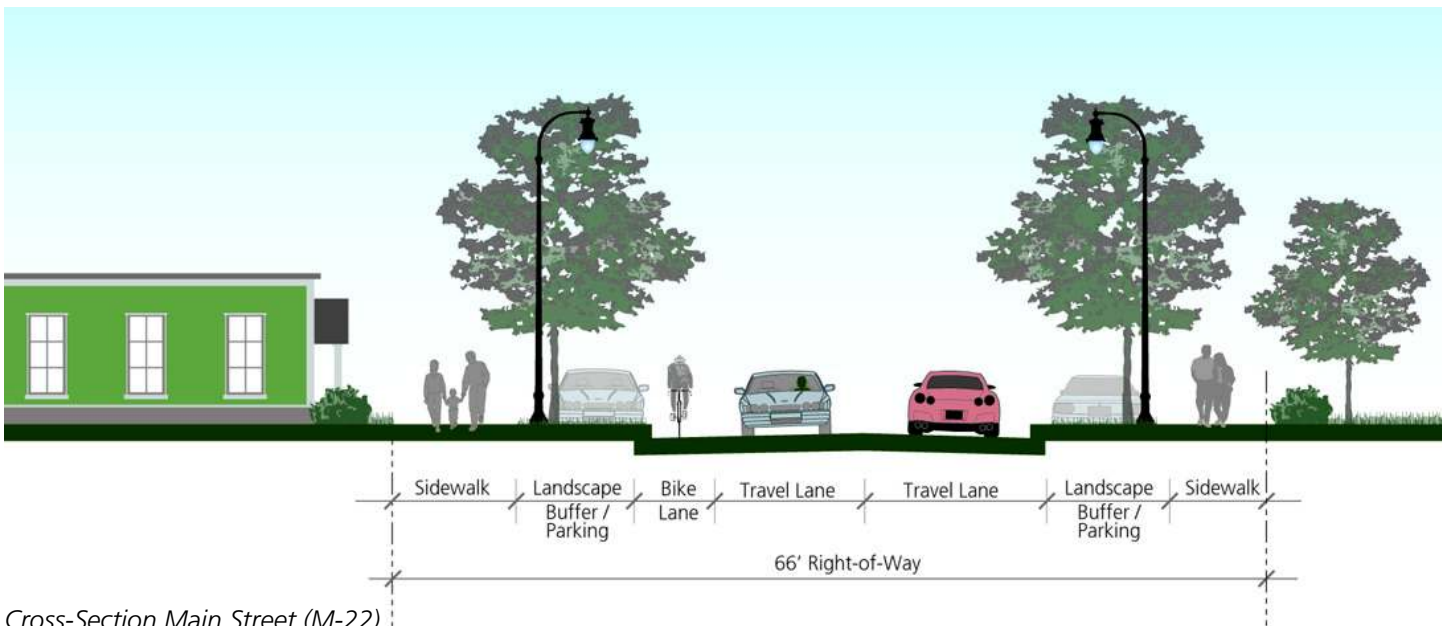 Sidewalk
Landscape
Buffer /
Parking
Bike
Lane
Travel Lane
Travel Lane
Landscape
Buffer /
Parking
Sidewalk
66' Right-of-Way
Cross-Section Main Street (M-22)